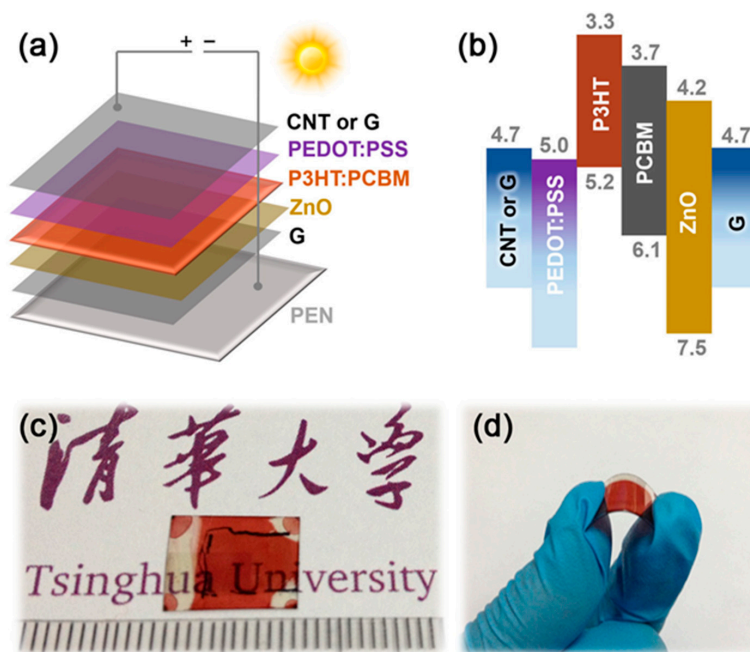 (a)
+ −
CNT or G
PEDOT:PSS
P3HT:PCBM
ZnO
G
PEN
(b)
3.3
3.7
4.2
4.7
5.0
4.7
CNT or G
PEDOT:PSS
P3HT
PCBM
ZnO
G
5.2
6.1
7.5
(c)
清華大学
Tsinghua University
(d)